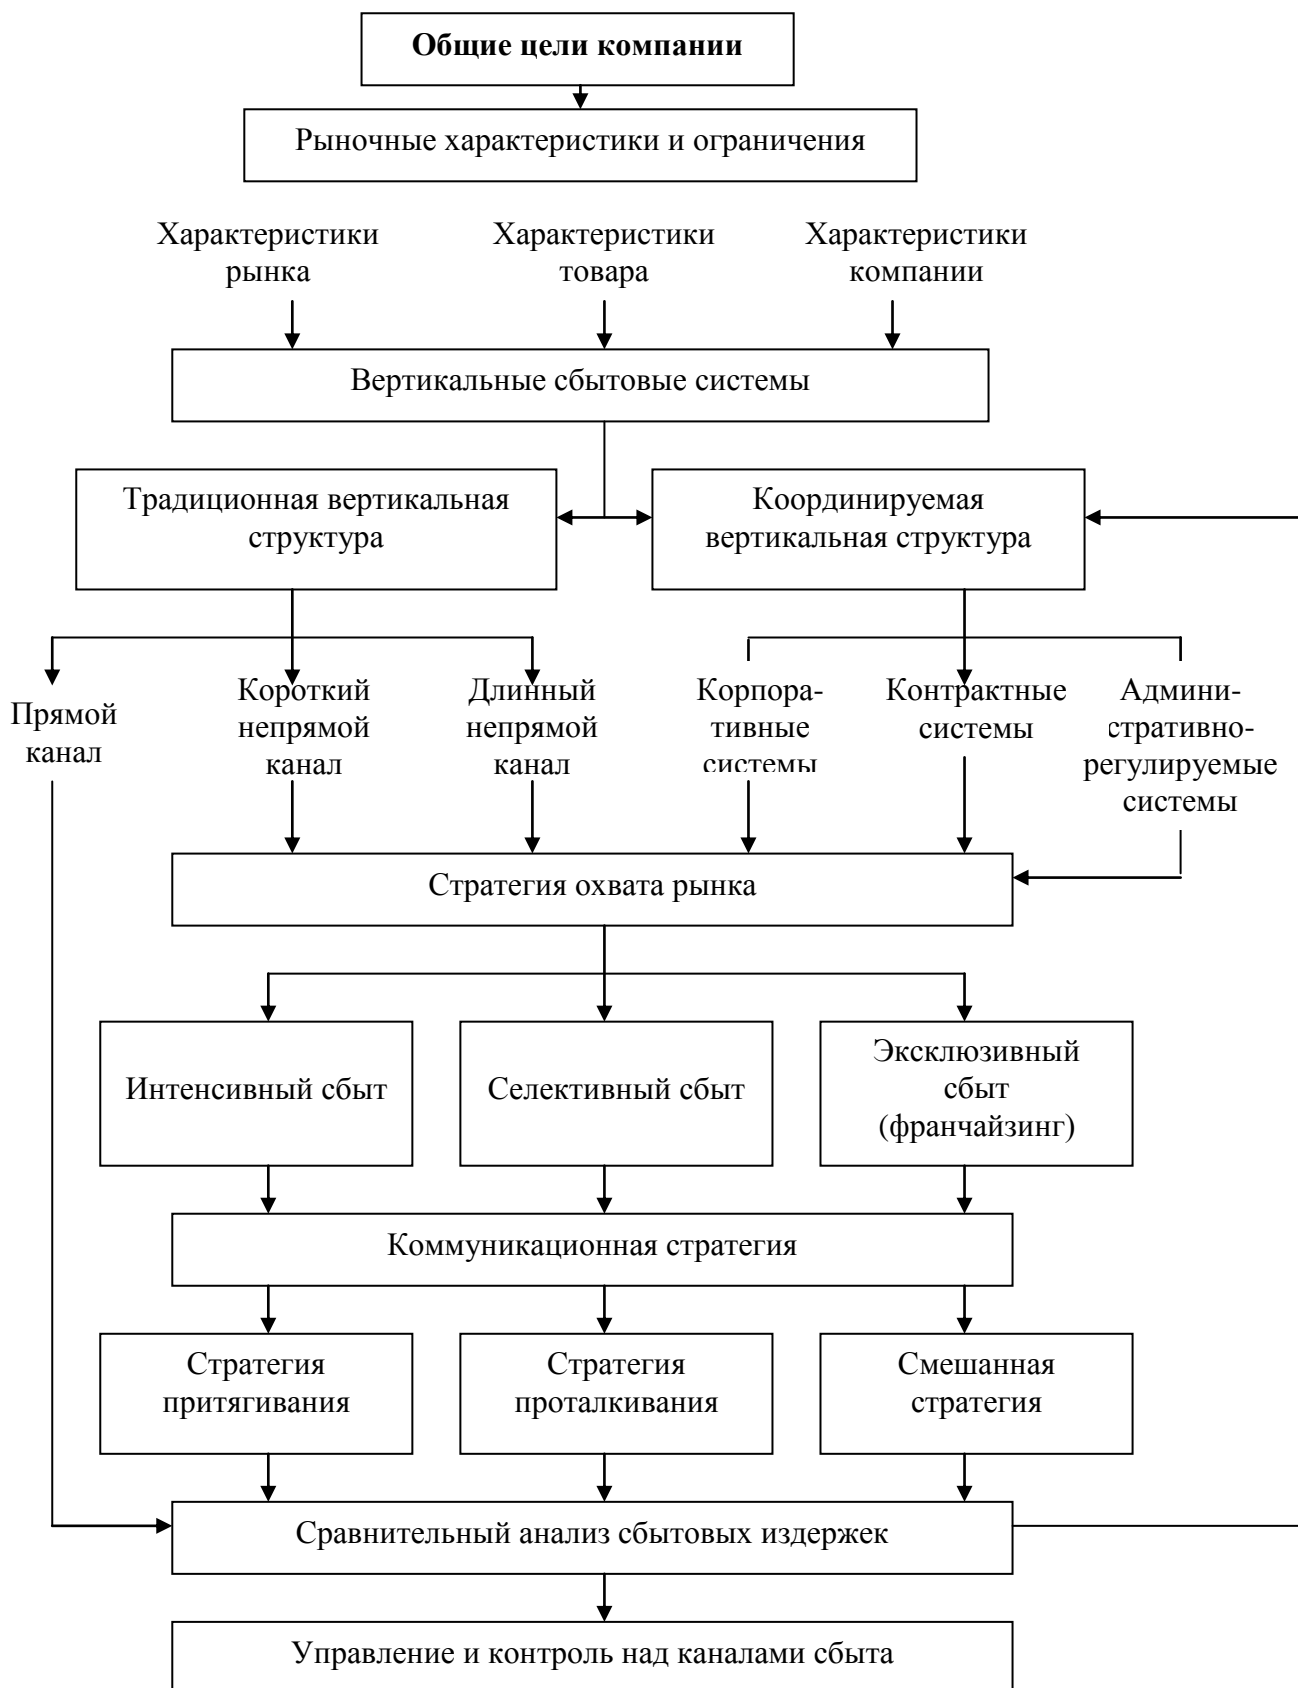 Общие цели компании
Рыночные характеристики и ограничения
Характеристики
рынка
Характеристики
товара
Характеристики
компании
Вертикальные сбытовые системы
Традиционная вертикальная
структура
Координируемая
вертикальная структура
Прямой
канал
Короткий
непрямой
канал
Длинный
непрямой
канал
Корпора-
тивные
системы
Контрактные
системы
Админи-
стративно-
регулируемые
системы
Стратегия охвата рынка
Интенсивный сбыт
Селективный сбыт
Эксклюзивный
сбыт
(франчайзинг)
Коммуникационная стратегия
Стратегия
притягивания
Стратегия
проталкивания
Смешанная
стратегия
Сравнительный анализ сбытовых издержек
Управление и контроль над каналами сбыта